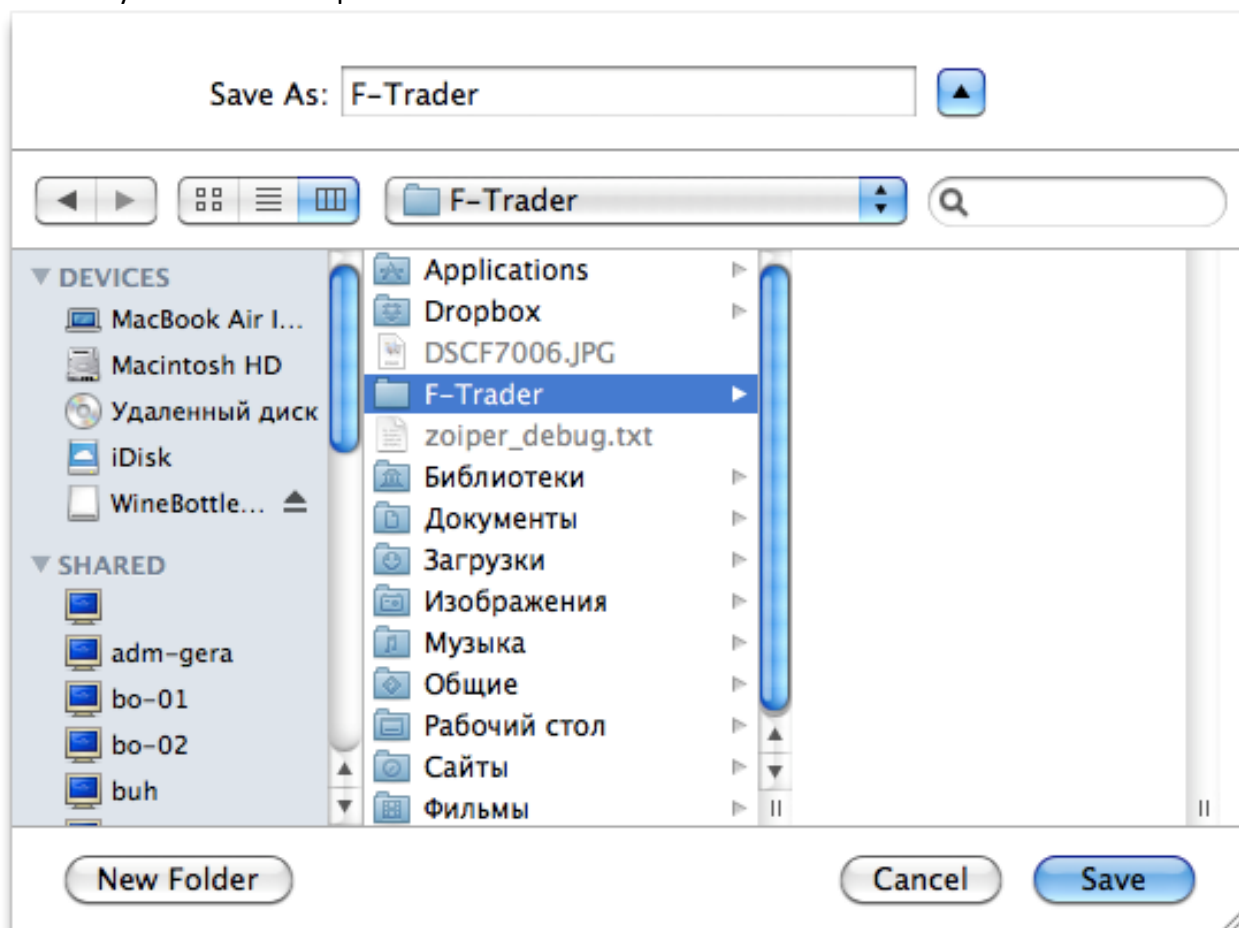 Save As: F-Trader
F-Trader
DEVICES
MacBook Air I...
Macintosh HD
Удаленный диск
iDisk
WineBottle...
SHARED
adm-gera
bo-01
bo-02
buh
Applications
Dropbox
DSCF7006.JPG
F-Trader
zoiper_debug.txt
Библиотеки
Документы
Загрузки
Изображения
Музыка
Общие
Рабочий стол
Сайты
Фильмы
New Folder
Cancel
Save